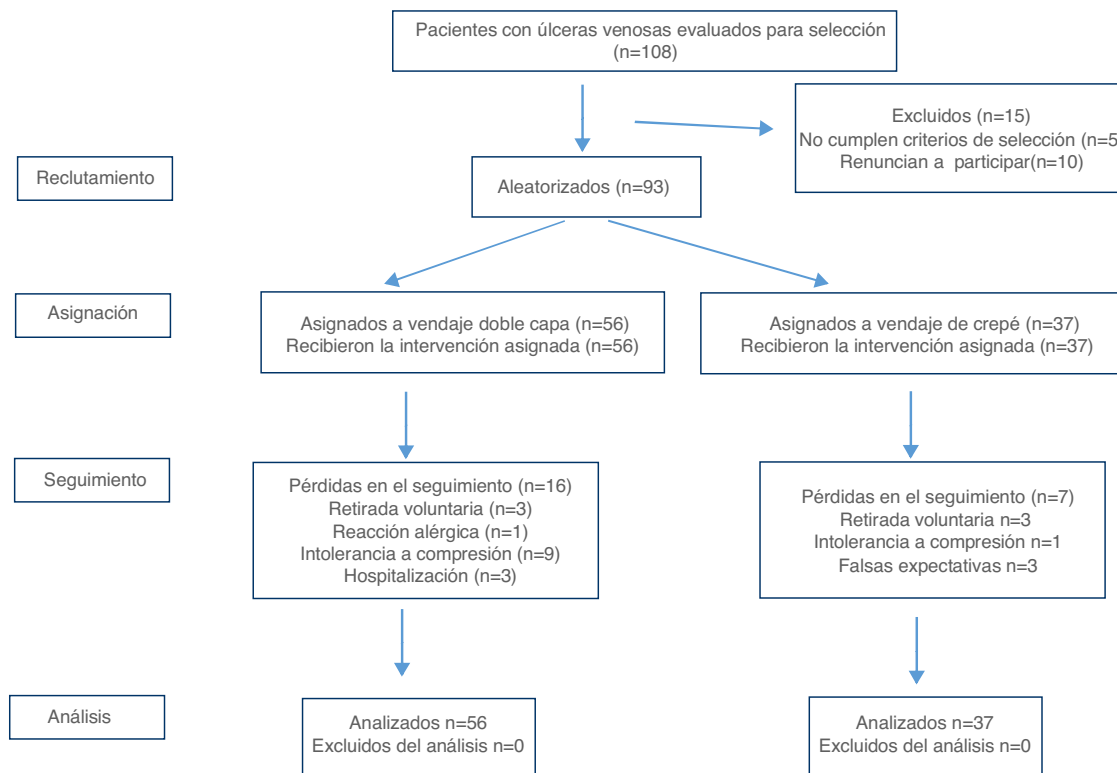 Pacientes con úlceras venosas evaluados para selección
(n=108)
Excluidos (n=15)
No cumplen criterios de selección (n=5
Renuncian a participar(n=10)
Reclutamiento
Aleatorizados (n=93)
Asignación
Asignados a vendaje doble capa (n=56)
Recibieron la intervención asignada (n=56)
Asignados a vendaje de crepé (n=37)
Recibieron la intervención asignada (n=37)
Seguimiento
Pérdidas en el seguimiento (n=16)
Retirada voluntaria (n=3)
Reacción alérgica (n=1)
Intolerancia a compresión (n=9)
Hospitalización (n=3)
Pérdidas en el seguimiento (n=7)
Retirada voluntaria n=3
Intolerancia a compresión n=1
Falsas expectativas n=3
Análisis
Analizados n=56
Excluidos del análisis n=0
Analizados n=37
Excluidos del análisis n=0